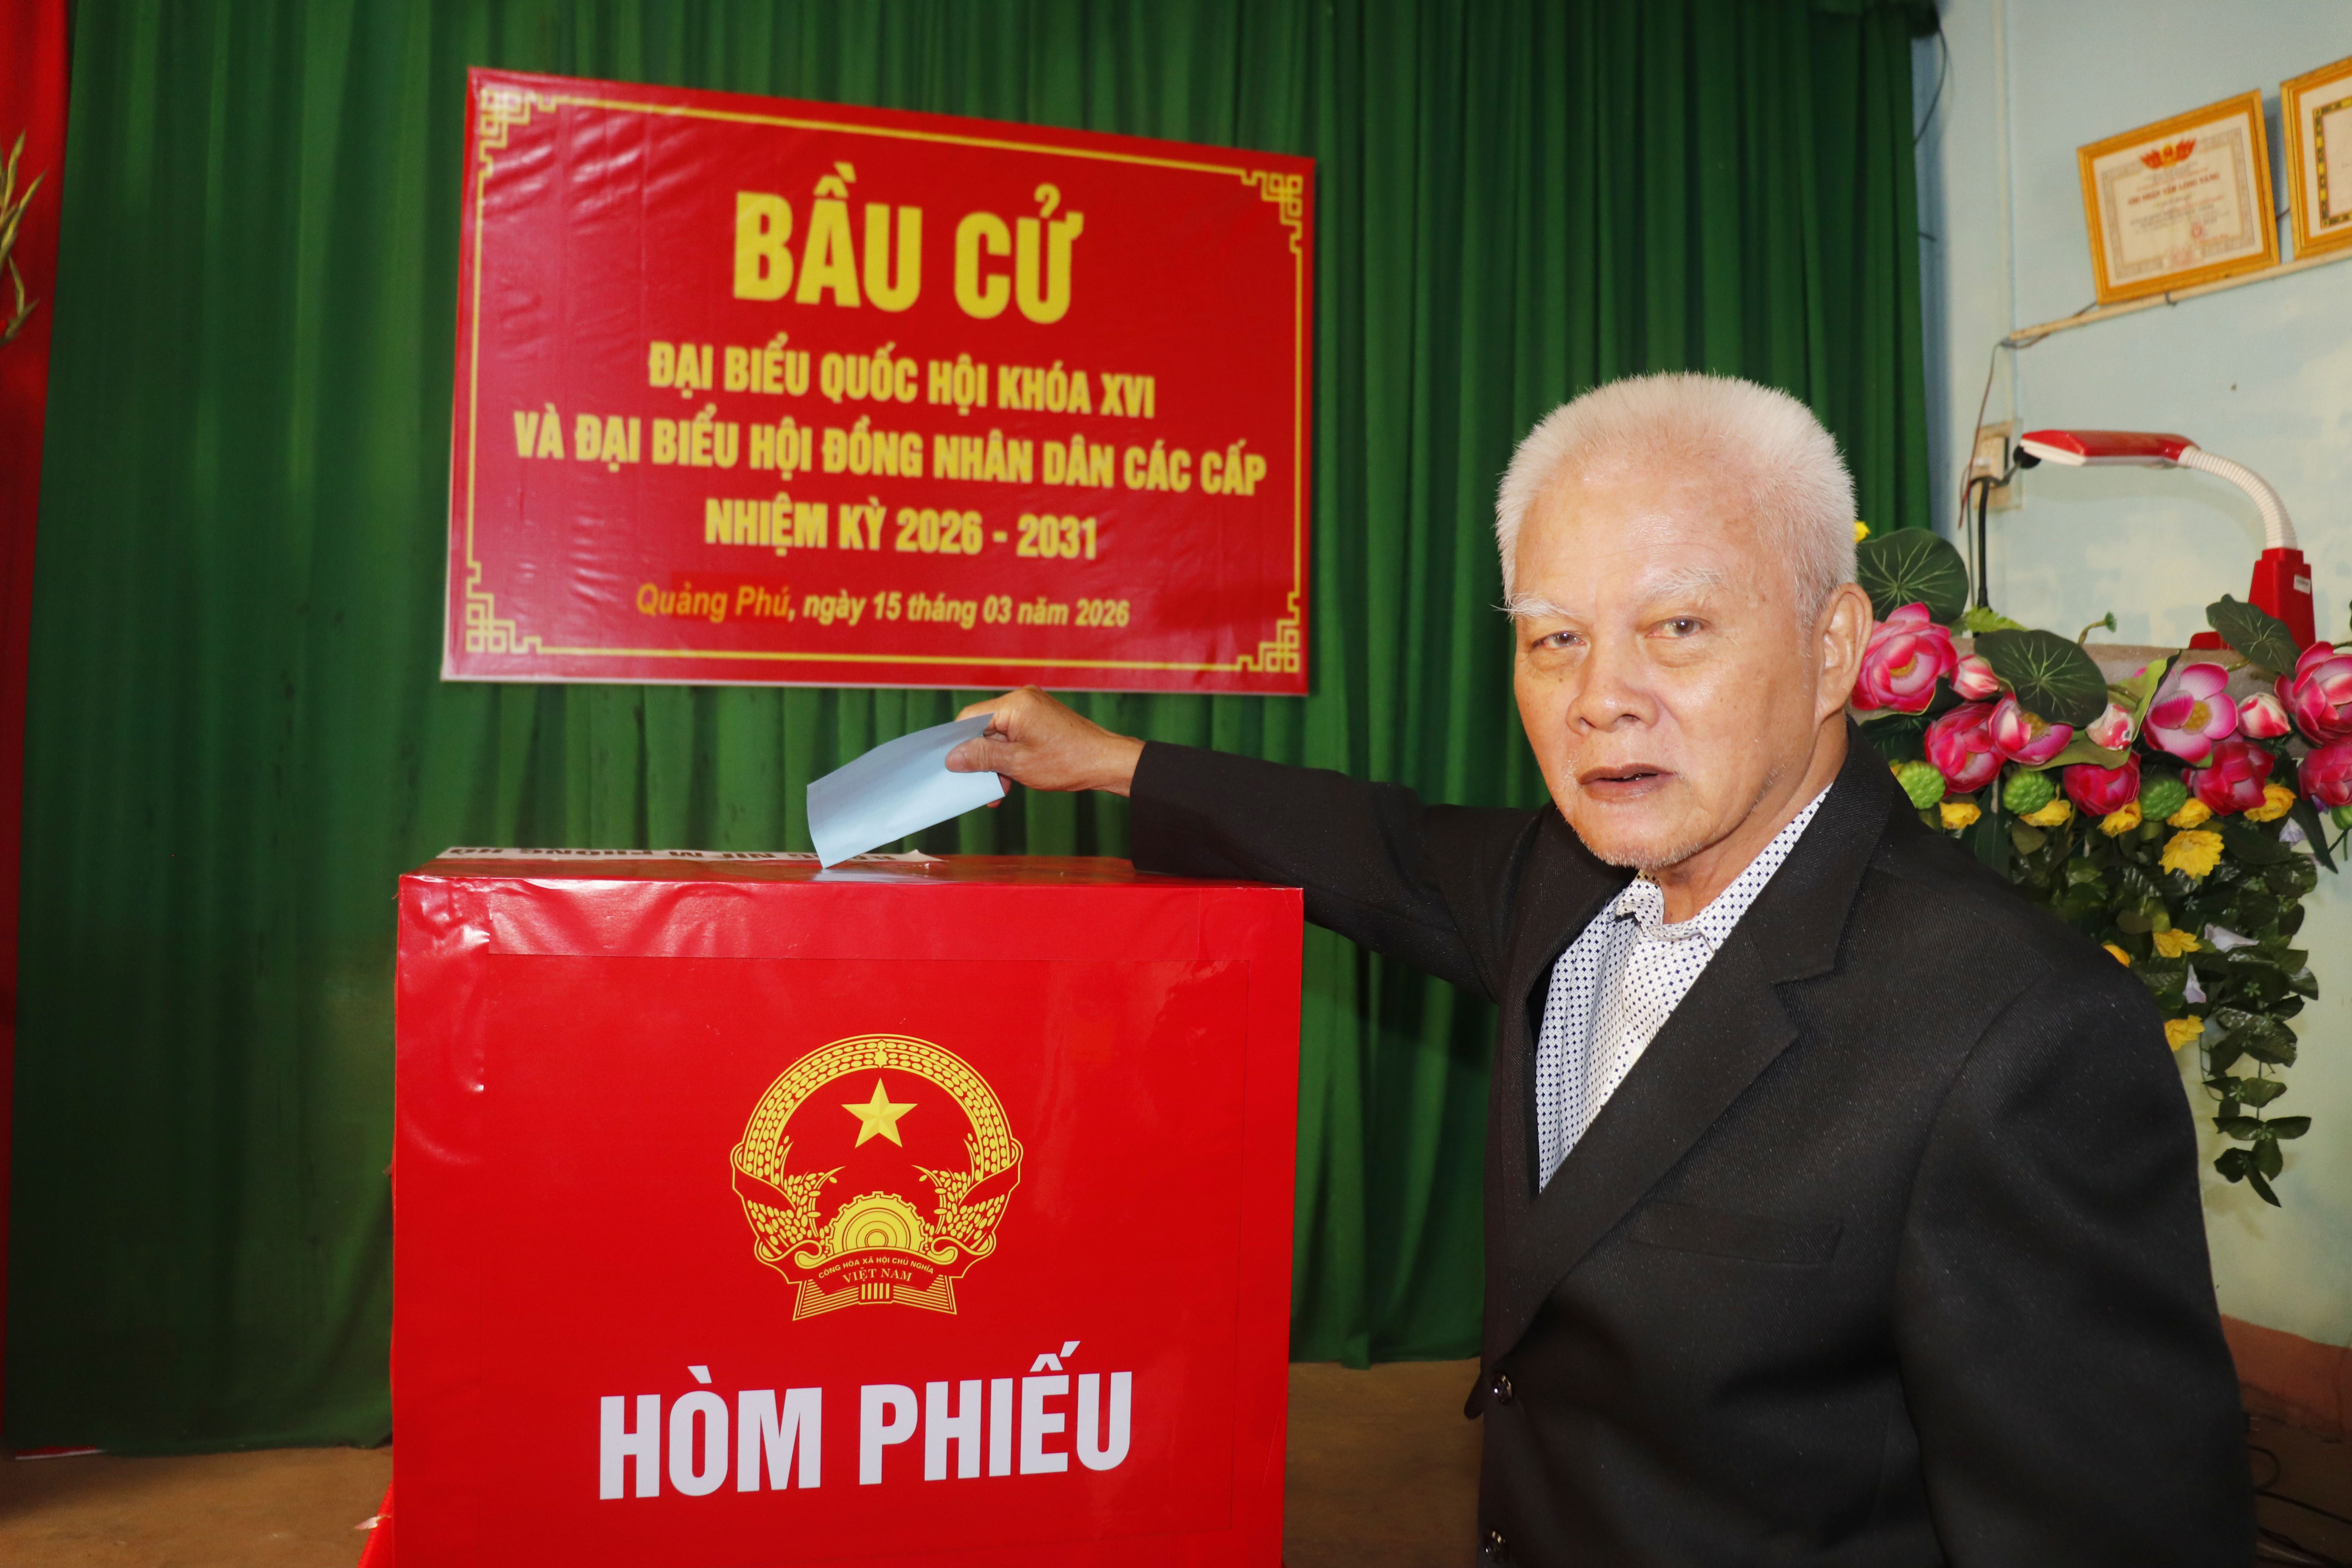 BẦU CỬ
ĐẠI BIỂU QUỐC HỘI KHÓA XVI
VÀ ĐẠI BIỂU HỘI ĐỒNG NHÂN DÂN CÁC CẤP
NHIỆM KỲ 2026 - 2031
Quảng Phú, ngày 15 tháng 03 năm 2026
CỘNG HÒA XÃ HỘI CHỦ NGHĨA
VIỆT NAM
HÒM PHIẾU